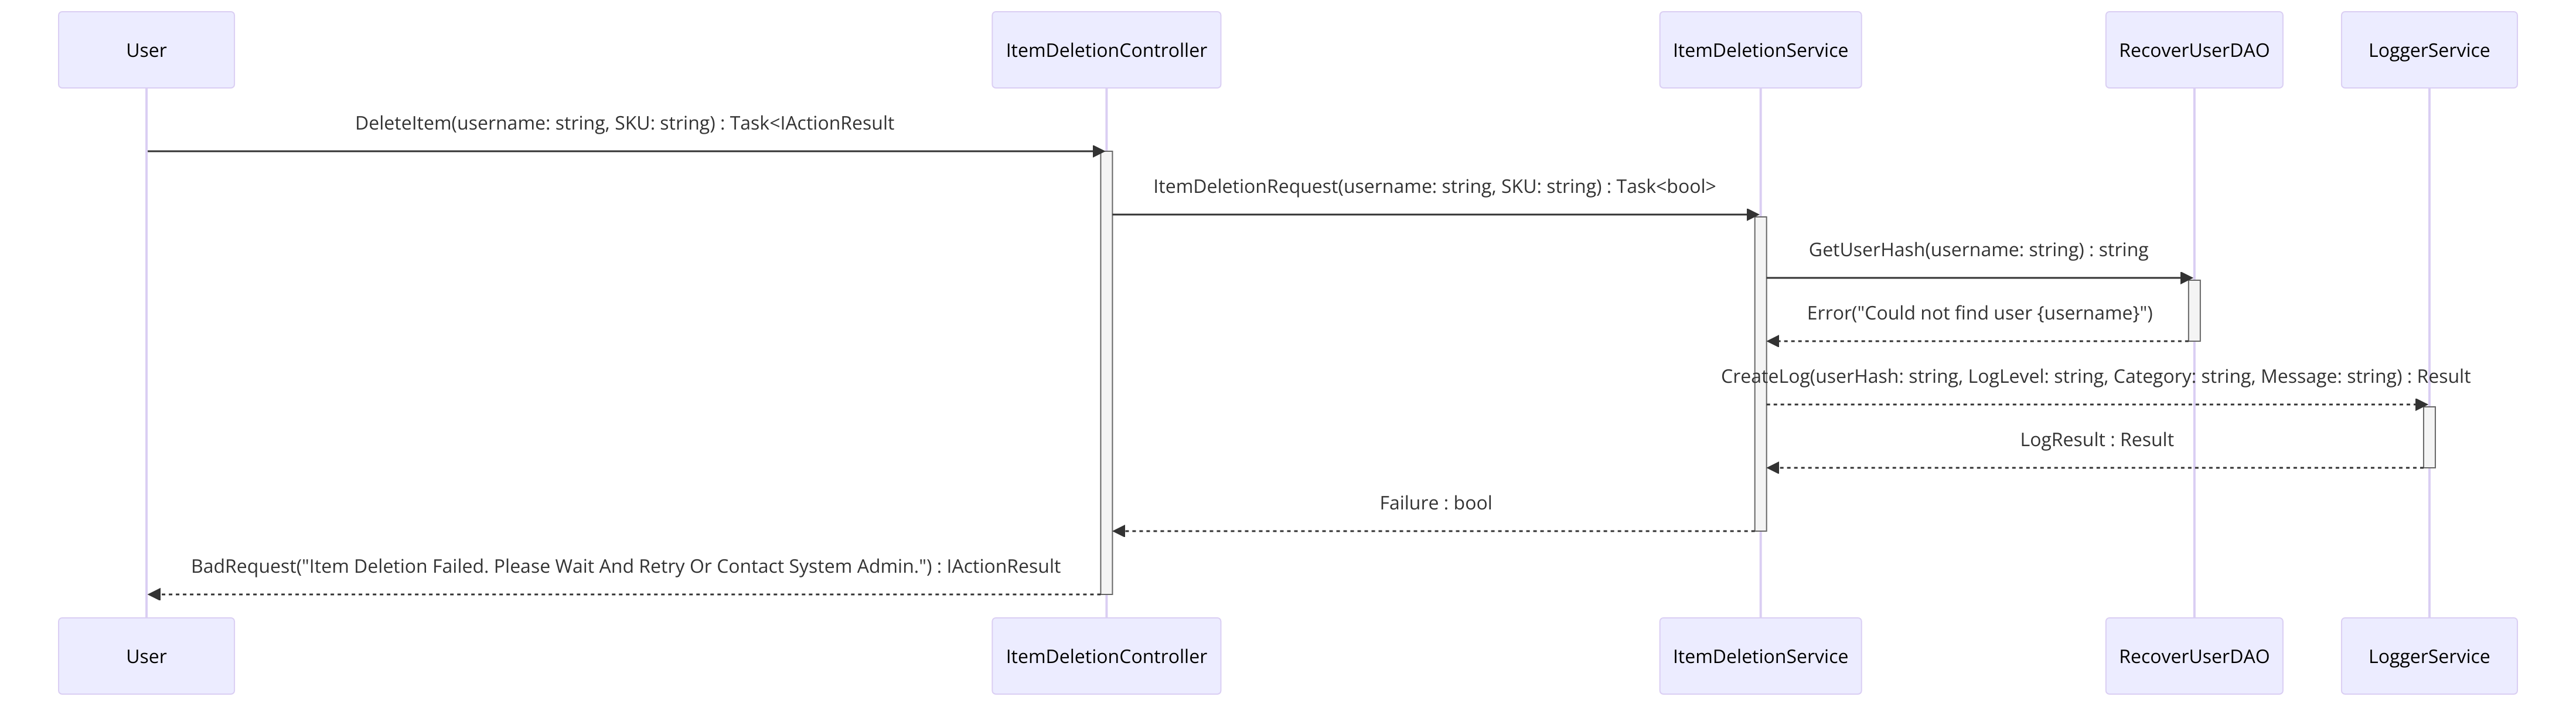 User
ItemDeletionController
ItemDeletionService
RecoverUserDAO
LoggerService
DeleteItem(username: string, SKU: string) : Task<IActionResult
ItemDeletionRequest(username: string, SKU: string) : Task<bool>
GetUserHash(username: string) : string
Error("Could not find user {username}")
CreateLog(userHash: string, LogLevel: string, Category: string, Message: string) : Result
LogResult : Result
Failure : bool
BadRequest("Item Deletion Failed. Please Wait And Retry Or Contact System Admin.") : IActionResult
User
ItemDeletionController
ItemDeletionService
RecoverUserDAO
LoggerService